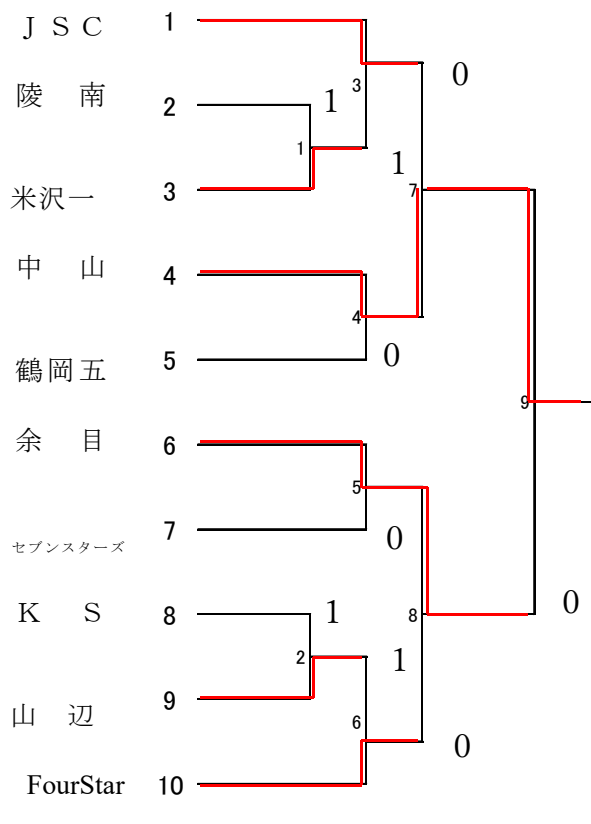 ＪＳＣ 1
0
3
陵 南 2 1
1
1
米沢一 3 7
中 山 4
4
鶴岡五 5 0
9
余 目 6
5
セブンスターズ 7 0
0
Ｋ Ｓ 8 1 8
2 1
山 辺 9
6 0
FourStar 10